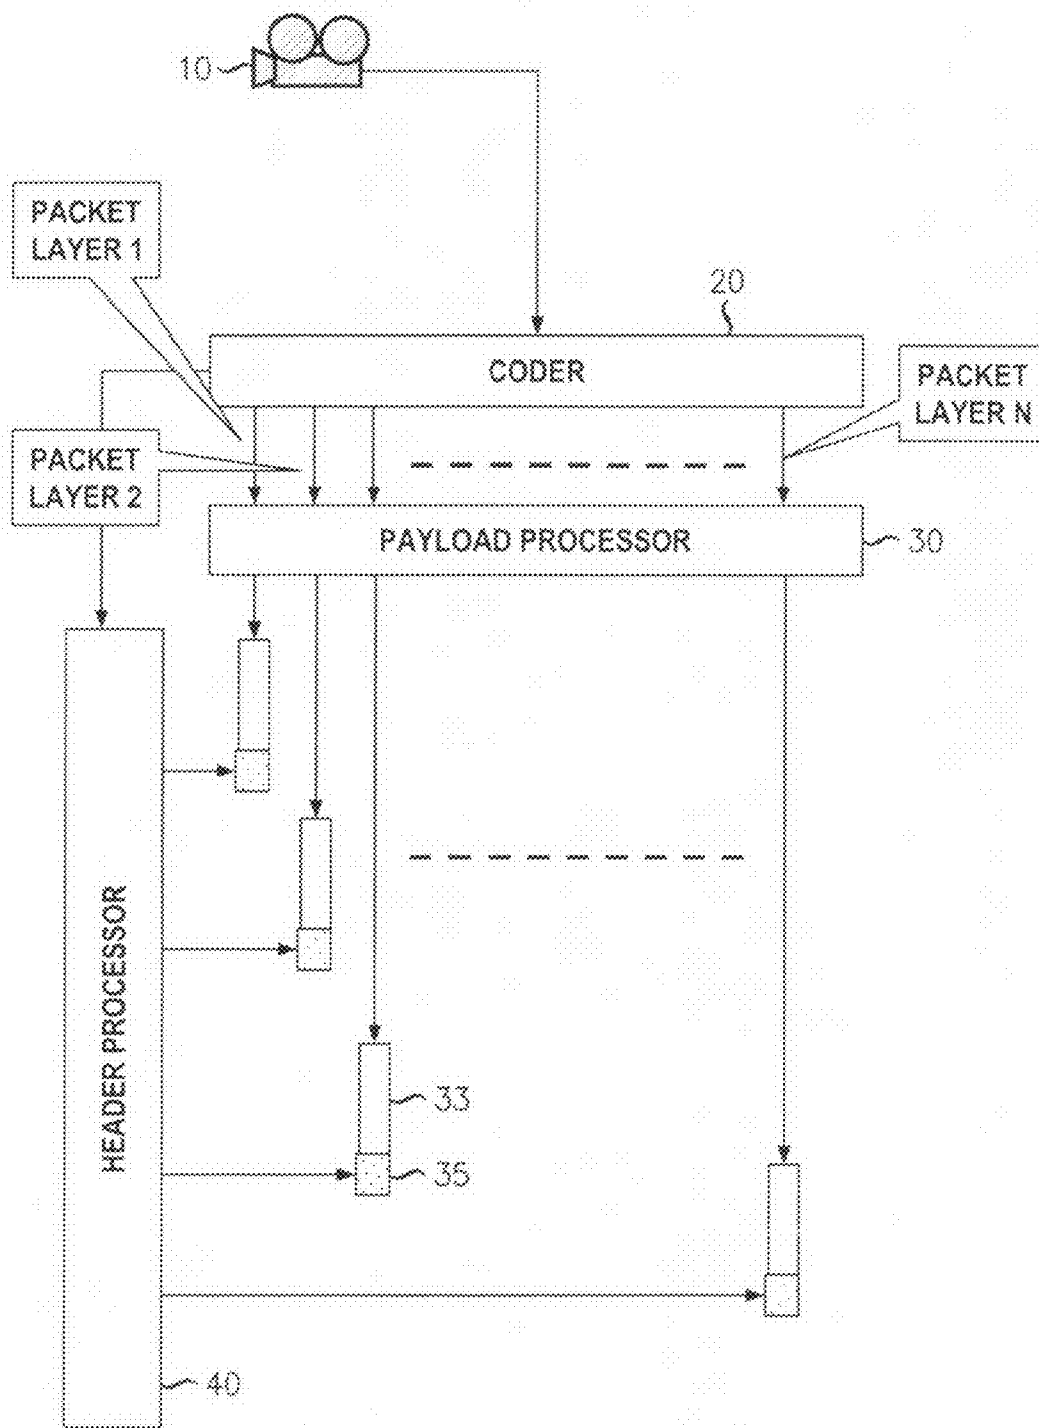 10
PACKET
LAYER 1
20
CODER
PACKET
LAYER N
PACKET
LAYER 2
PAYLOAD PROCESSOR
30
HEADER PROCESSOR
33
35
40